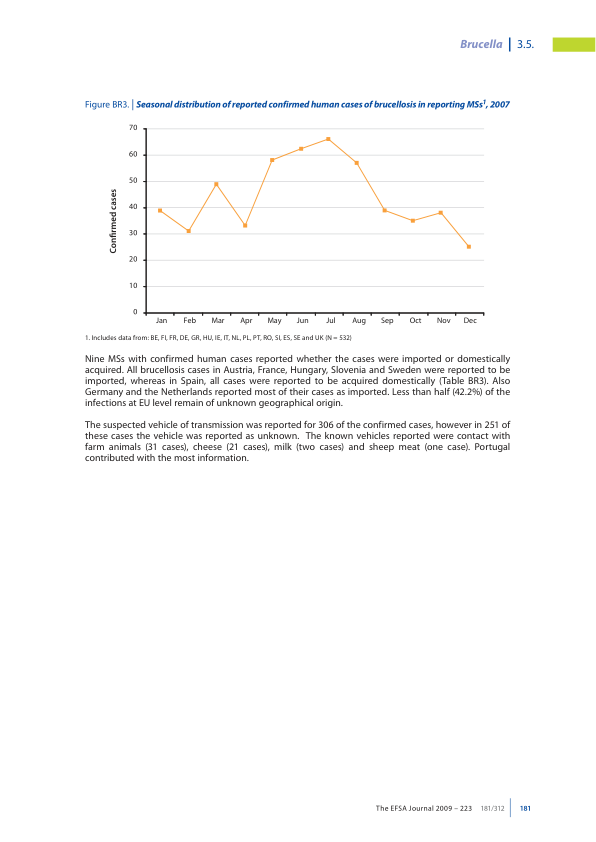 Brucella 3.5.
Figure BR3. Seasonal distribution of reported confirmed human cases of brucellosis in reporting MSs¹, 2007
70
60
50
40
30
20
10
0
Confirmed cases
Jan Feb Mar Apr May Jun Jul Aug Sep Oct Nov Dec
1. Includes data from: BE, FI, FR, DE, GR, HU, IE, IT, NL, PL, PT, RO, SI, ES, SE and UK (N = 532)
Nine MSs with confirmed human cases reported whether the cases were imported or domestically
acquired. All brucellosis cases in Austria, France, Hungary, Slovenia and Sweden were reported to be
imported, whereas in Spain, all cases were reported to be acquired domestically (Table BR3). Also
Germany and the Netherlands reported most of their cases as imported. Less than half (42.2%) of the
infections at EU level remain of unknown geographical origin.
The suspected vehicle of transmission was reported for 306 of the confirmed cases, however in 251 of
these cases the vehicle was reported as unknown. The known vehicles reported were contact with
farm animals (31 cases), cheese (21 cases), milk (two cases) and sheep meat (one case). Portugal
contributed with the most information.
The EFSA Journal 2009 – 223 181/312 181